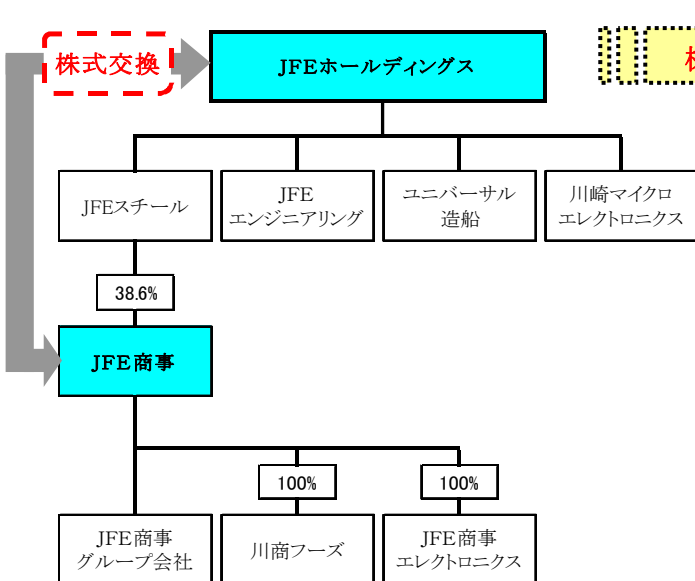 株式交換
JFEホールディングス
JFEスチール
JFE
エンジニアリング
ユニバーサル
造船
川崎マイクロ
エレクトロニクス
38.6%
JFE商事
100%
100%
JFE商事
グループ会社
川商フーズ
JFE商事
エレクトロニクス